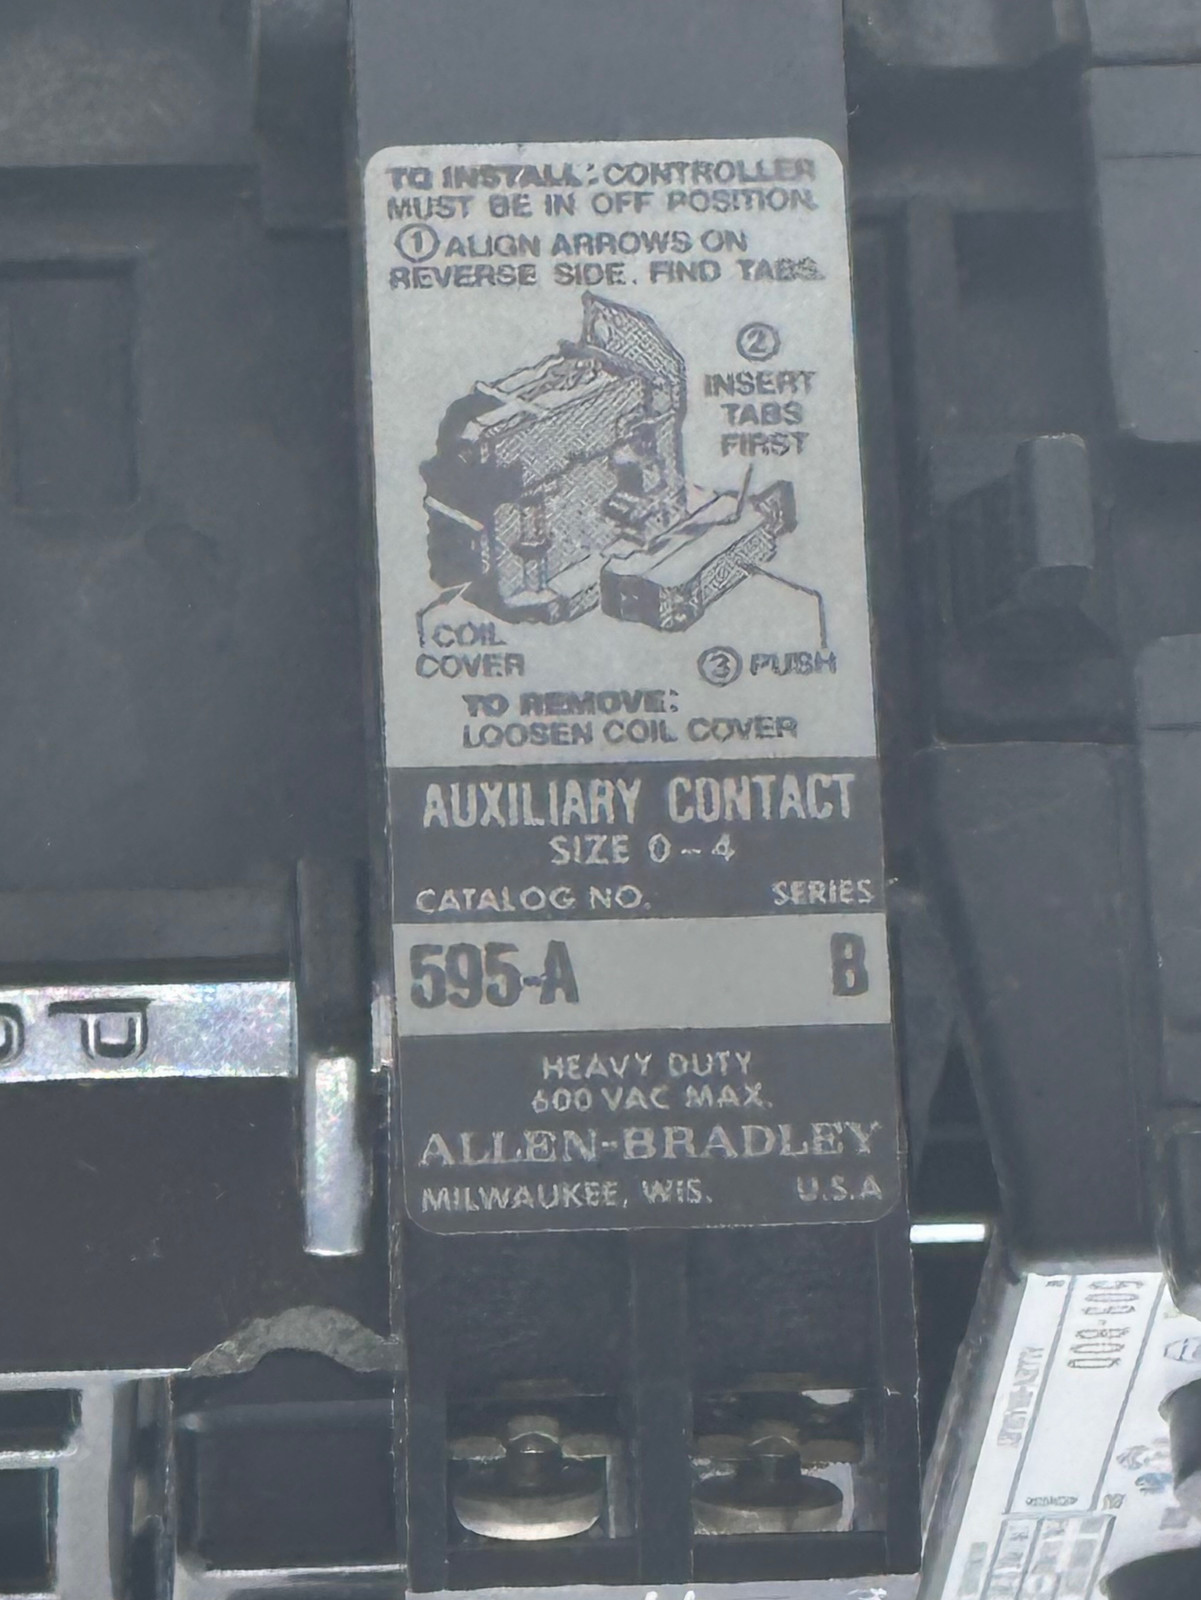 TO INSTALL: CONTROLLER
MUST BE IN OFF POSITION.
① ALIGN ARROWS ON
REVERSE SIDE. FIND TABS.
②
INSERT
TABS
FIRST
COIL
COVER
③ PUSH
TO REMOVE:
LOOSEN COIL COVER
AUXILIARY CONTACT
SIZE 0-4
CATALOG NO. SERIES
595-A B
HEAVY DUTY
600 VAC MAX.
ALLEN-BRADLEY
MILWAUKEE, WIS. U.S.A
ALLEN-BRADLEY